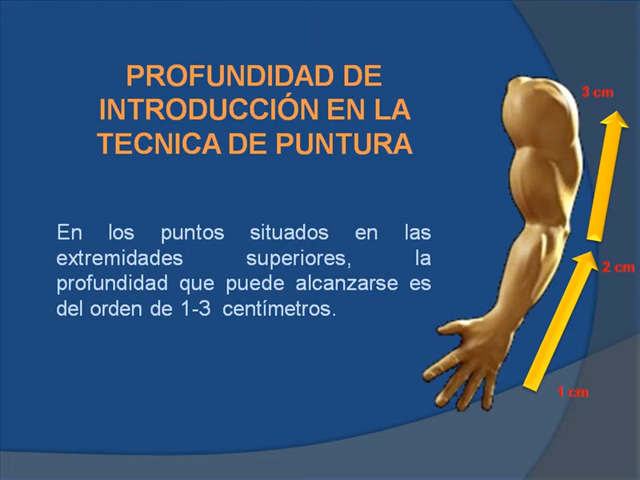 PROFUNDIDAD DE
INTRODUCCIÓN EN LA
TECNICA DE PUNTURA
3 cm
En los puntos situados en las
extremidades superiores, la
profundidad que puede alcanzarse es
del orden de 1-3 centímetros.
2 cm
1 cm